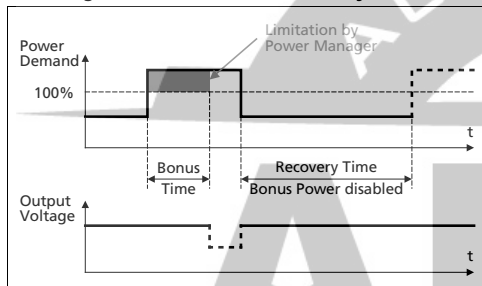 Limitation by
Power Manager
Power
Demand
100%
t
Bonus
Time
Recovery Time
Bonus Power disabled
Output
Voltage
t